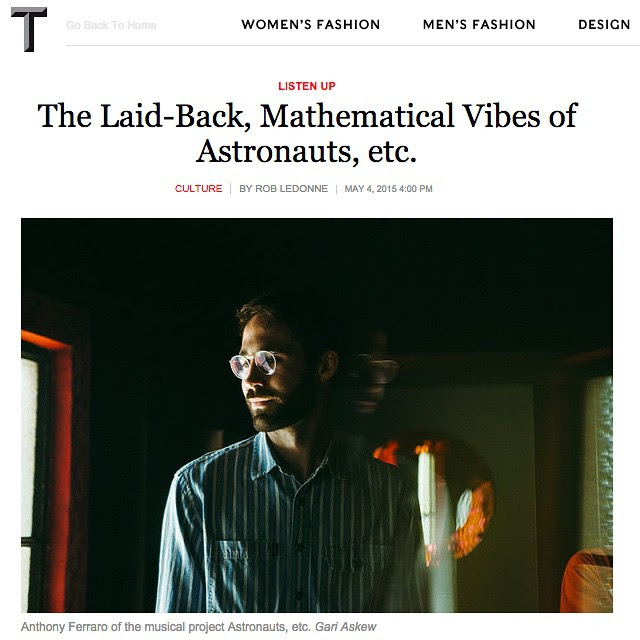 T
Go Back To Home
WOMEN'S FASHION
MEN'S FASHION
DESIGN
LISTEN UP
The Laid-Back, Mathematical Vibes of
Astronauts, etc.
CULTURE | BY ROB LEDONNE | MAY 4, 2015 4:00 PM
Anthony Ferraro of the musical project Astronauts, etc. Gari Askew